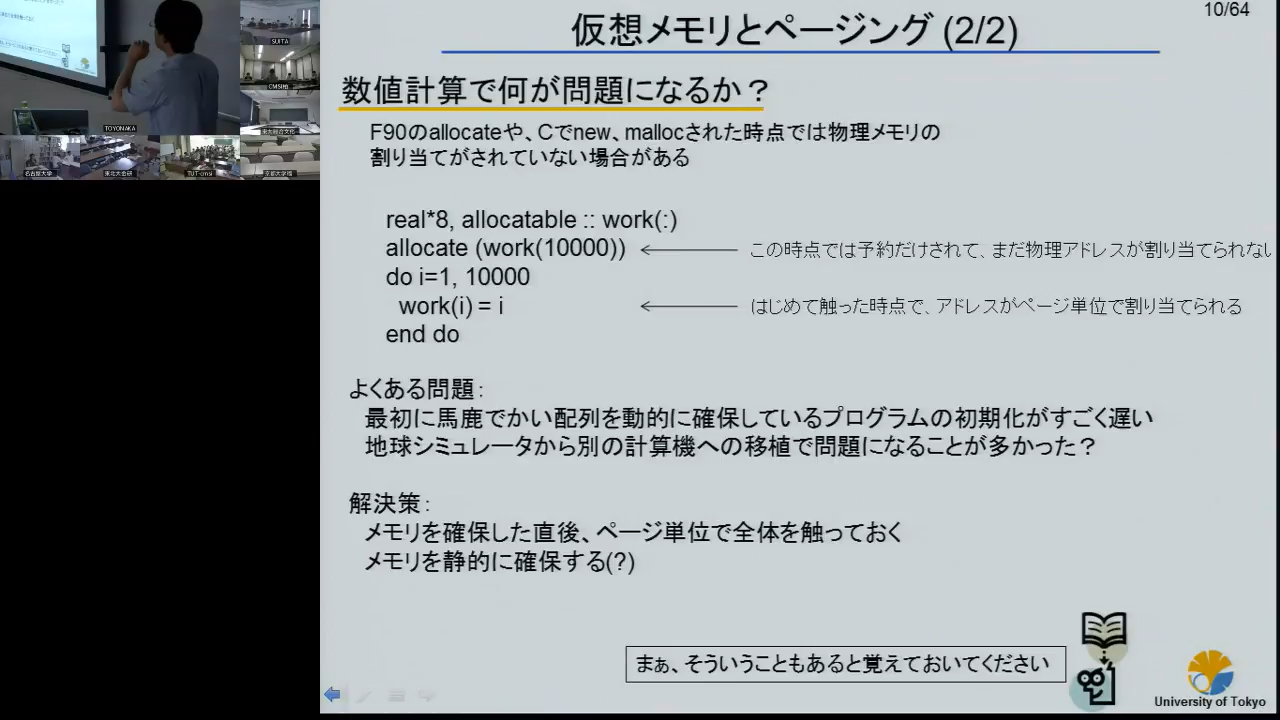 仮想メモリとページング (2/2)
10/64
数値計算で何が問題になるか？
F90のallocateや、Cでnew、mallocされた時点では物理メモリの
割り当てがされていない場合がある
real*8, allocatable :: work(:)
allocate (work(10000))
この時点では予約だけされて、まだ物理アドレスが割り当てられない
do i=1, 10000
work(i) = i
はじめて触った時点で、アドレスがページ単位で割り当てられる
end do
よくある問題：
最初に馬鹿でかい配列を動的に確保しているプログラムの初期化がすごく遅い
地球シミュレータから別の計算機への移植で問題になることが多かった？
解決策：
メモリを確保した直後、ページ単位で全体を触っておく
メモリを静的に確保する(?)
まぁ、そういうこともあると覚えておいてください
University of Tokyo
SUITA
TOYONAKA
名古屋大学
東北大金研
TUT-cmsi